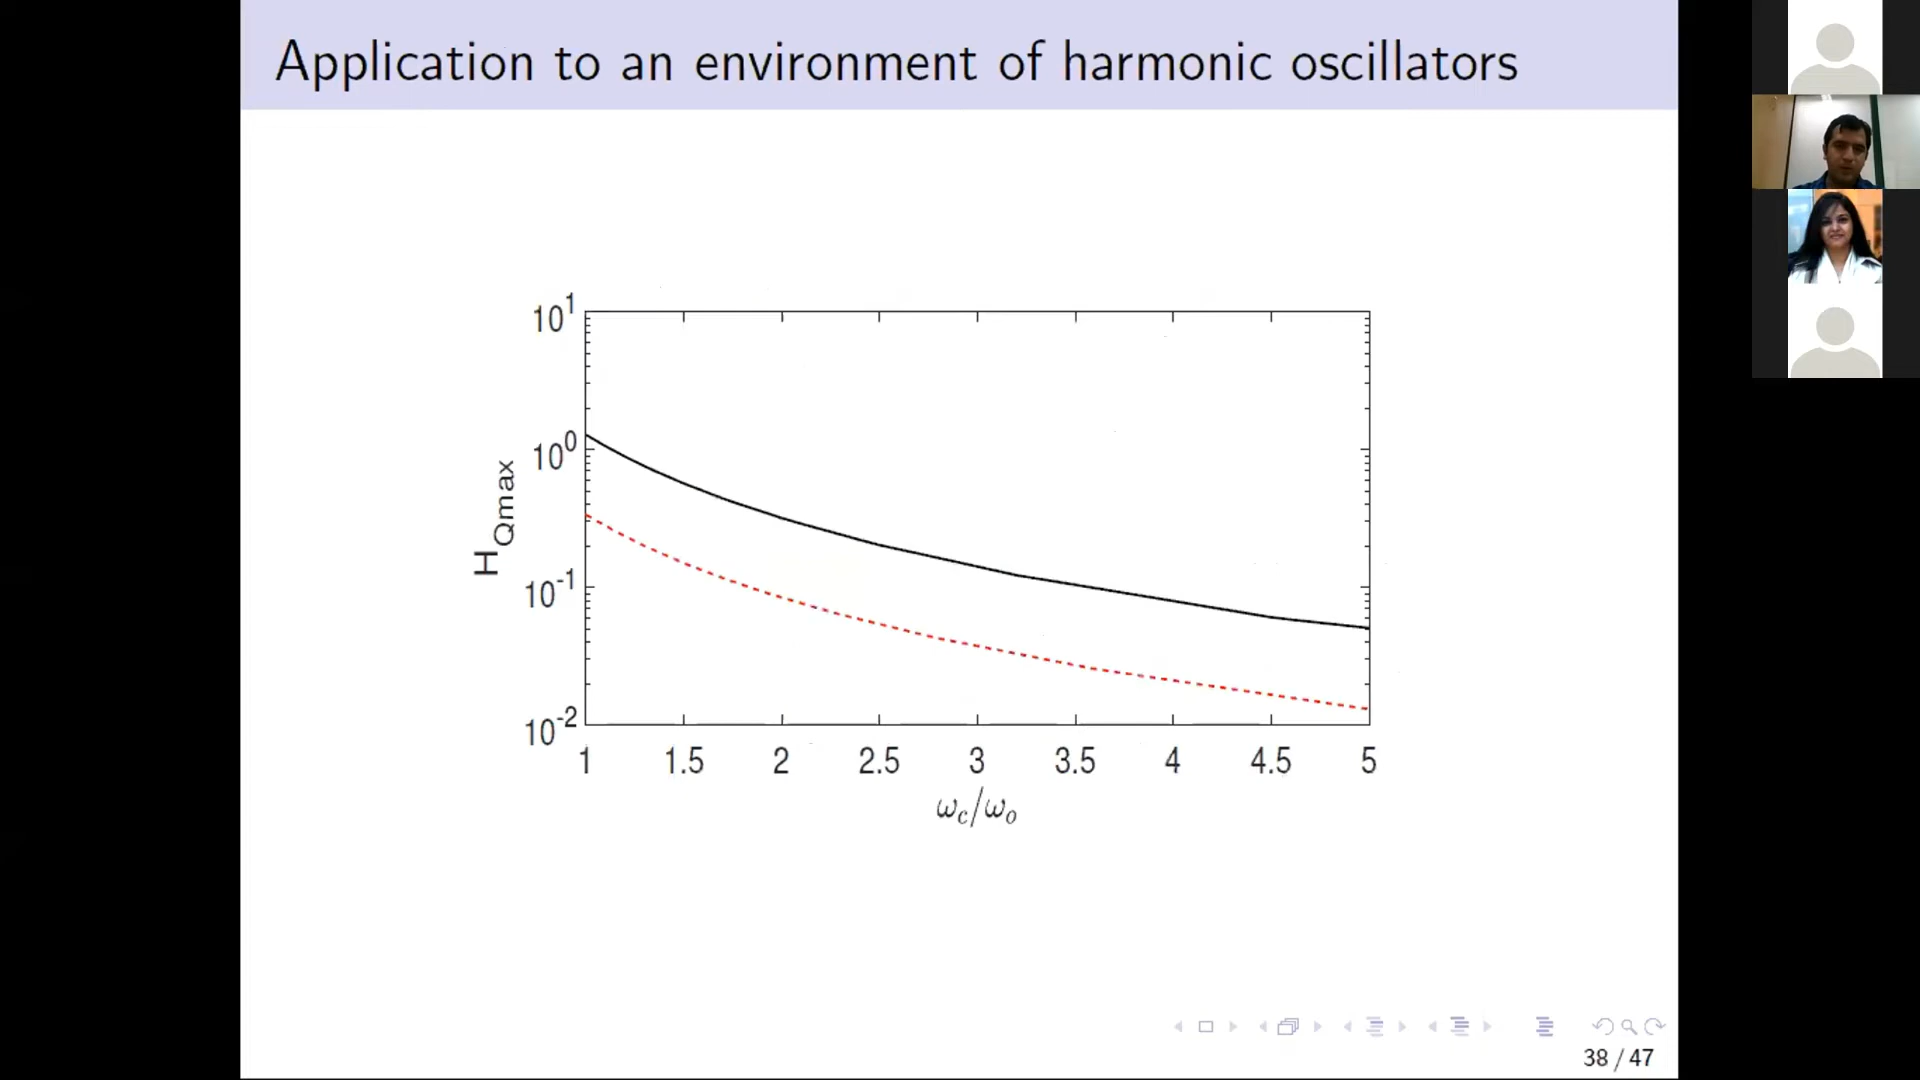 Application to an environment of harmonic oscillators
10^1
10^0
10^-1
10^-2
H_Qmax
1 1.5 2 2.5 3 3.5 4 4.5 5
ω_c/ω_o
38 / 47